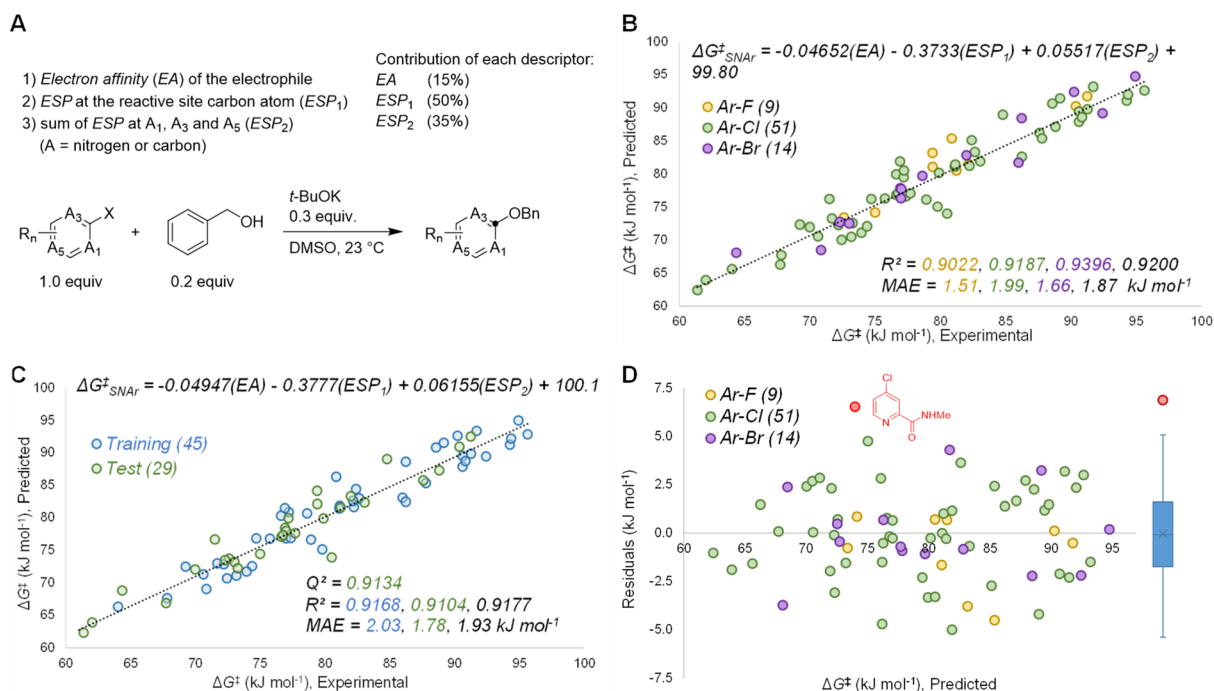 A
1) Electron affinity (EA) of the electrophile
2) ESP at the reactive site carbon atom (ESP₁)
3) sum of ESP at A₁, A₃ and A₅ (ESP₂)
(A = nitrogen or carbon)
Contribution of each descriptor:
EA (15%)
ESP₁ (50%)
ESP₂ (35%)
Rₙ
A₃
X
A₅
A₁
1.0 equiv
+
OH
0.2 equiv
t-BuOK
0.3 equiv.
DMSO, 23 °C
Rₙ
A₃
OBn
A₅
A₁
B
ΔG‡SNAr = -0.04652(EA) - 0.3733(ESP₁) + 0.05517(ESP₂) +
99.80
Ar-F (9)
Ar-Cl (51)
Ar-Br (14)
R² = 0.9022, 0.9187, 0.9396, 0.9200
MAE = 1.51, 1.99, 1.66, 1.87 kJ mol⁻¹
ΔG‡ (kJ mol⁻¹), Predicted
100
95
90
85
80
75
70
65
60
60 65 70 75 80 85 90 95 100
ΔG‡ (kJ mol⁻¹), Experimental
C
ΔG‡SNAr = -0.04947(EA) - 0.3777(ESP₁) + 0.06155(ESP₂) + 100.1
Training (45)
Test (29)
Q² = 0.9134
R² = 0.9168, 0.9104, 0.9177
MAE = 2.03, 1.78, 1.93 kJ mol⁻¹
ΔG‡ (kJ mol⁻¹), Predicted
100
95
90
85
80
75
70
65
60
60 65 70 75 80 85 90 95 100
ΔG‡ (kJ mol⁻¹), Experimental
D
Ar-F (9)
Ar-Cl (51)
Ar-Br (14)
Cl
N
NHMe
O
Residuals (kJ mol⁻¹)
7.5
5.0
2.5
0.0
-2.5
-5.0
-7.5
60 65 70 75 80 85 90 95
ΔG‡ (kJ mol⁻¹), Predicted